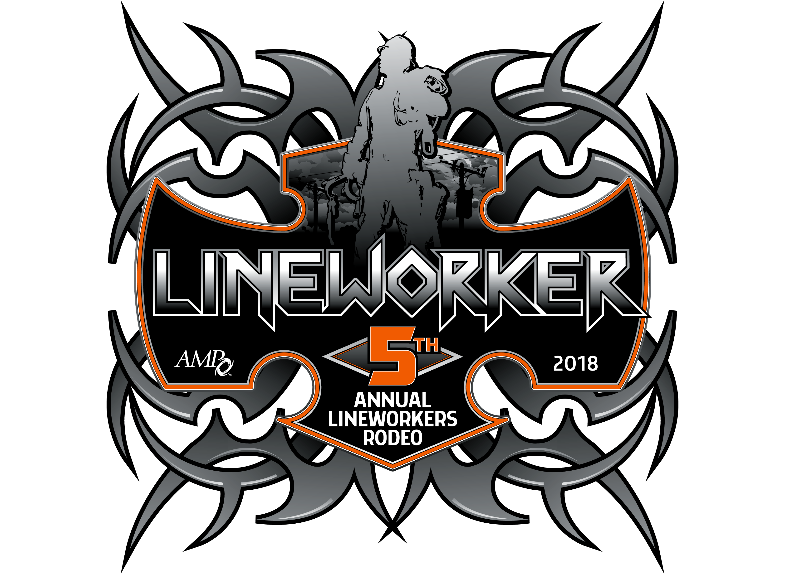 LINEWORKER
5TH
AMP
2018
ANNUAL
LINEWORKERS
RODEO